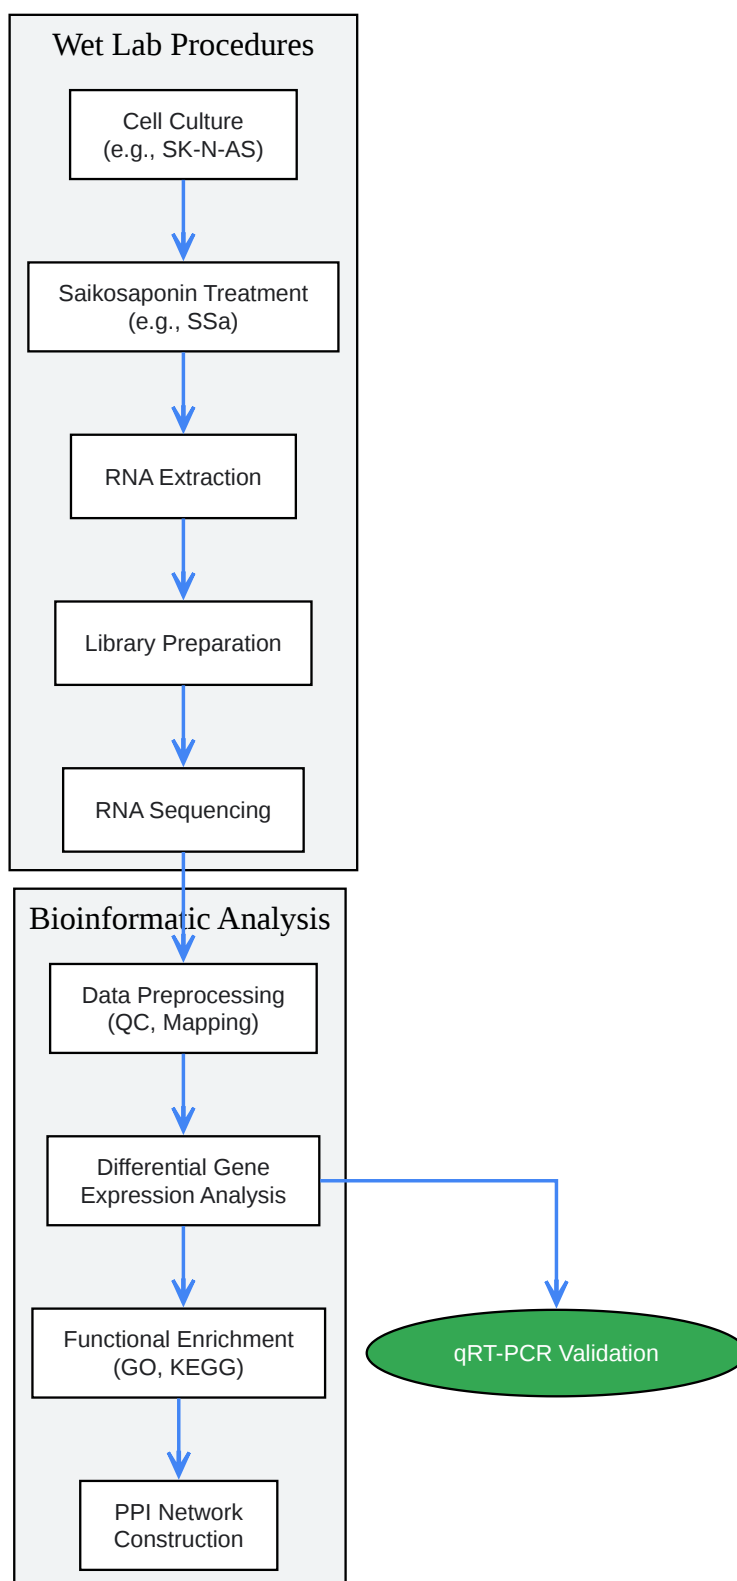 Wet Lab Procedures
Cell Culture
(e.g., SK-N-AS)
Saikosaponin Treatment
(e.g., SSa)
RNA Extraction
Library Preparation
RNA Sequencing
Bioinformatic Analysis
Data Preprocessing
(QC, Mapping)
Differential Gene
Expression Analysis
Functional Enrichment
(GO, KEGG)
qRT-PCR Validation
PPI Network
Construction